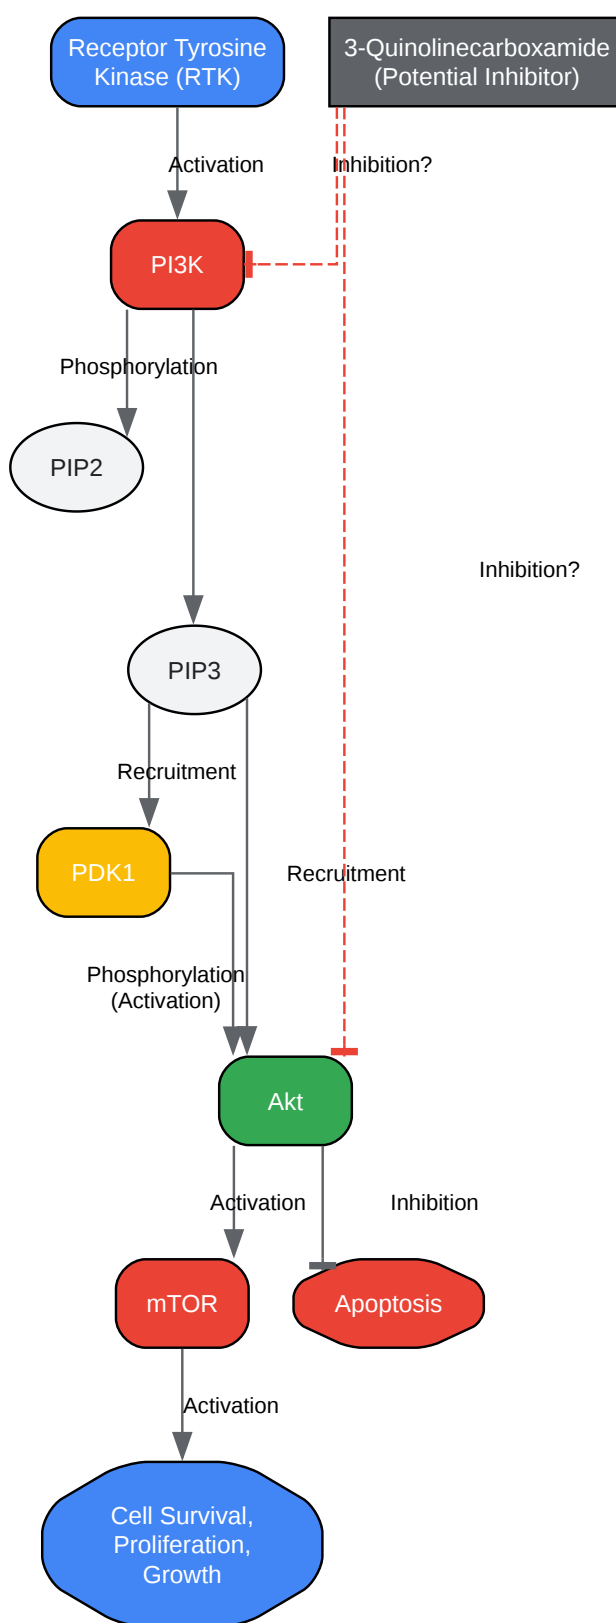 Receptor Tyrosine
Kinase (RTK)
3-Quinolinecarboxamide
(Potential Inhibitor)
Activation
Inhibition?
PI3K
Phosphorylation
PIP2
Inhibition?
PIP3
Recruitment
PDK1
Recruitment
Phosphorylation
(Activation)
Akt
Activation
Inhibition
mTOR
Apoptosis
Activation
Cell Survival,
Proliferation,
Growth